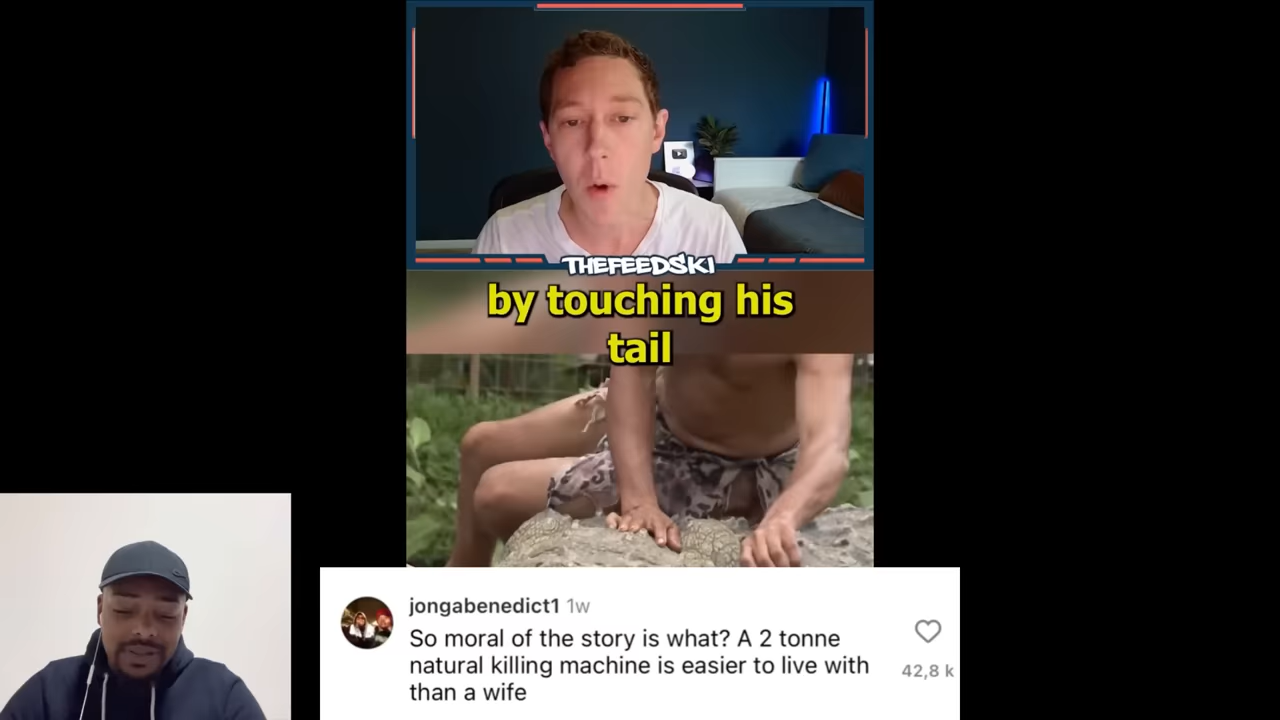 THEFEEDSKI
by touching his
tail
jongabenedict1 1w
So moral of the story is what? A 2 tonne
natural killing machine is easier to live with
than a wife
42,8 k